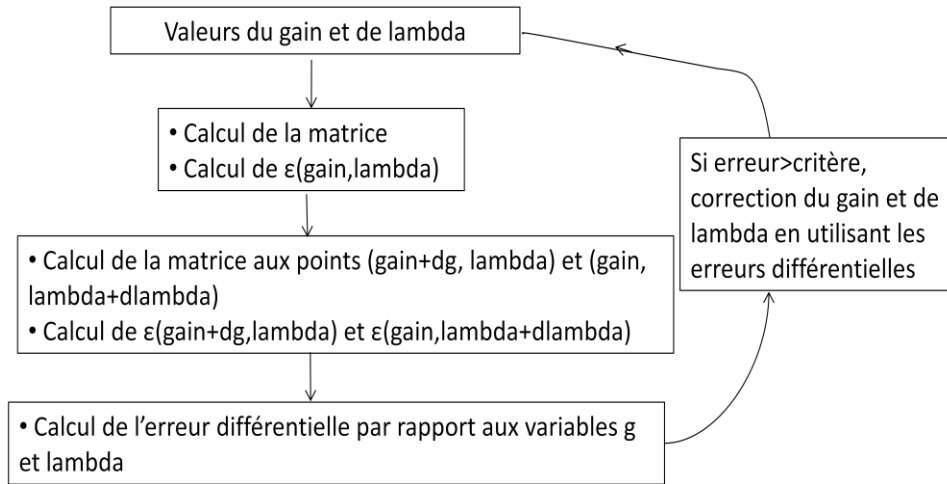 Valeurs du gain et de lambda
• Calcul de la matrice
• Calcul de ε(gain,lambda)
• Calcul de la matrice aux points (gain+dg, lambda) et (gain,
lambda+dlambda)
• Calcul de ε(gain+dg,lambda) et ε(gain,lambda+dlambda)
• Calcul de l’erreur différentielle par rapport aux variables g
et lambda
Si erreur>critère,
correction du gain et de
lambda en utilisant les
erreurs différentielles